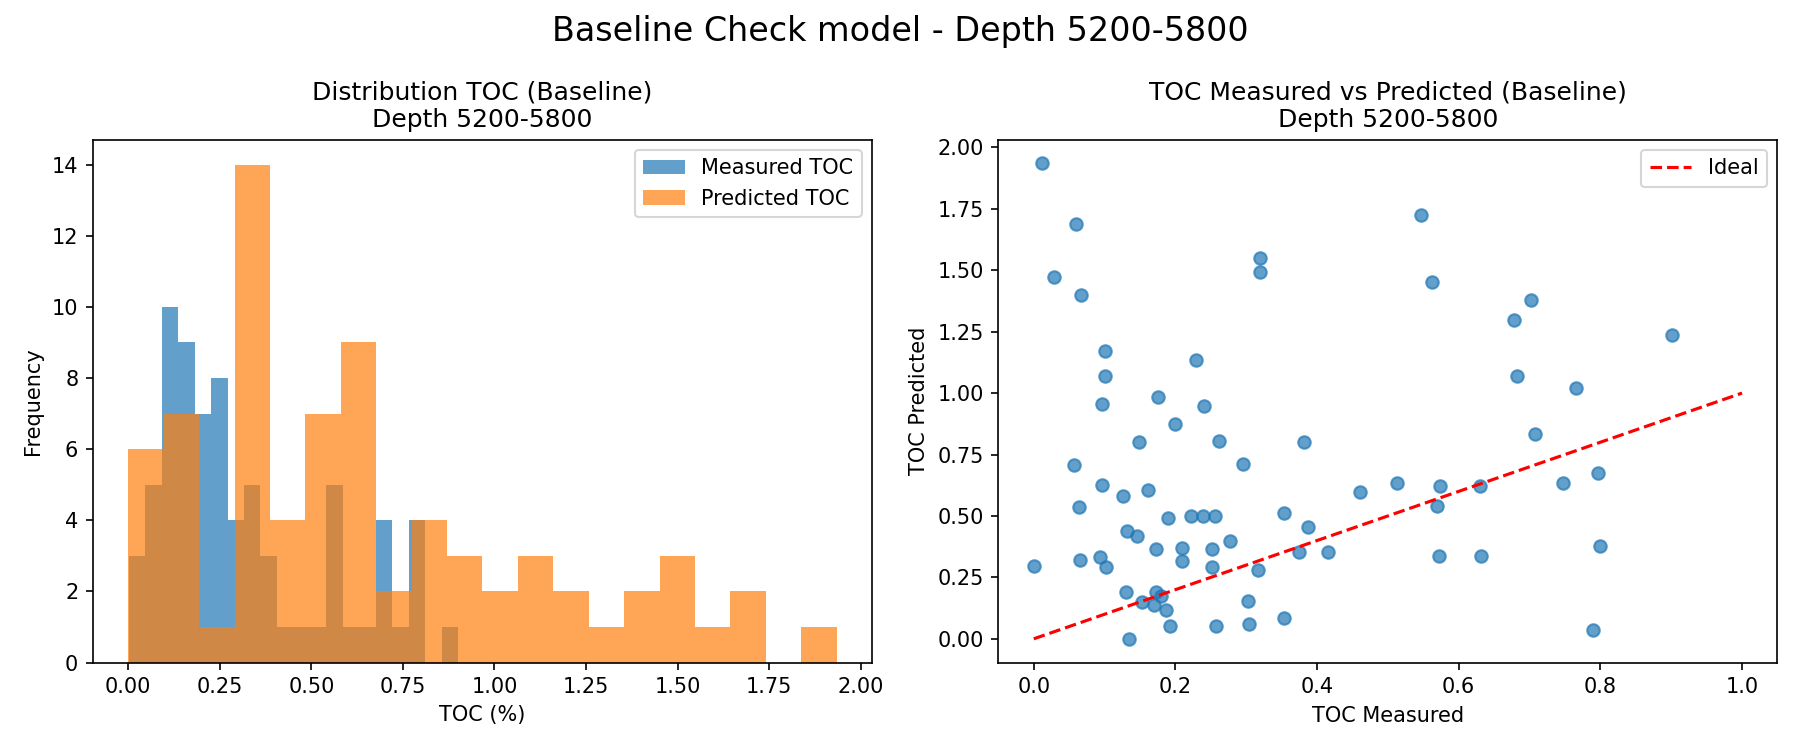 Baseline Check model - Depth 5200-5800
Distribution TOC (Baseline)
Depth 5200-5800
Measured TOC
Predicted TOC
Frequency
14
12
10
8
6
4
2
0
0.00 0.25 0.50 0.75 1.00 1.25 1.50 1.75 2.00
TOC (%)
TOC Measured vs Predicted (Baseline)
Depth 5200-5800
Ideal
TOC Predicted
2.00
1.75
1.50
1.25
1.00
0.75
0.50
0.25
0.00
0.0 0.2 0.4 0.6 0.8 1.0
TOC Measured